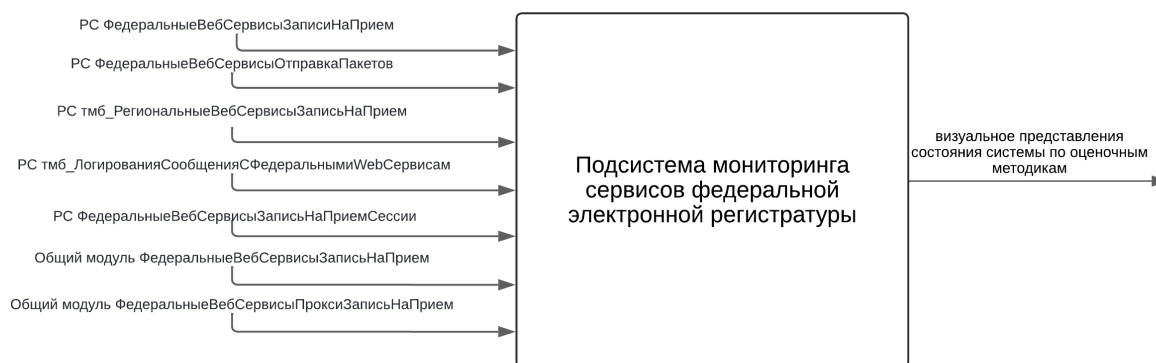 РС ФедеральныеВебСервисыЗаписиНаПрием
РС ФедеральныеВебСервисыОтправкаПакетов
РС тмб_РегиональныеВебСервисыЗаписьНаПрием
РС тмб_ЛогированияСообщенияСФедеральнымиWebСервисам
РС ФедеральныеВебСервисыЗаписьНаПриемСессии
Общий модуль ФедеральныеВебСервисыЗаписьНаПрием
Общий модуль ФедеральныеВебСервисыПроксиЗаписьНаПрием
Подсистема мониторинга
сервисов федеральной
электронной регистратуры
визуальное представления
состояния системы по оценочным
методикам